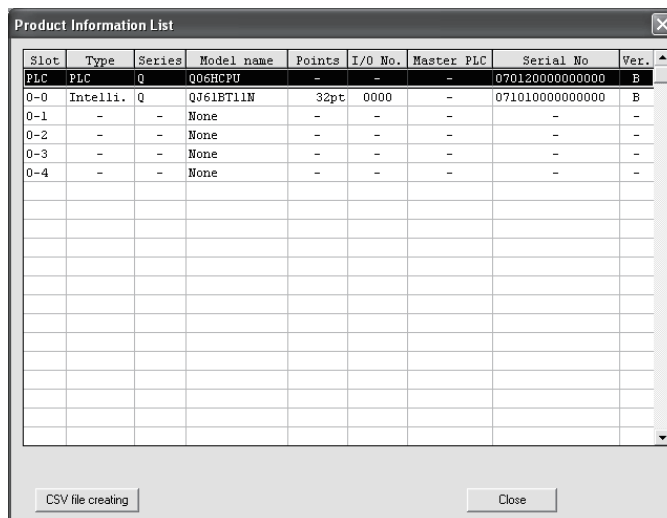 Product Information List
Slot Type Series Model name Points I/O No. Master PLC Serial No Ver.
PLC PLC Q Q06HCPU - - - 070120000000000 B
0-0 Intelli. Q QJ61BT11N 32pt 0000 - 071010000000000 B
0-1 - - None - - - - -
0-2 - - None - - - - -
0-3 - - None - - - - -
0-4 - - None - - - - -
CSV file creating Close